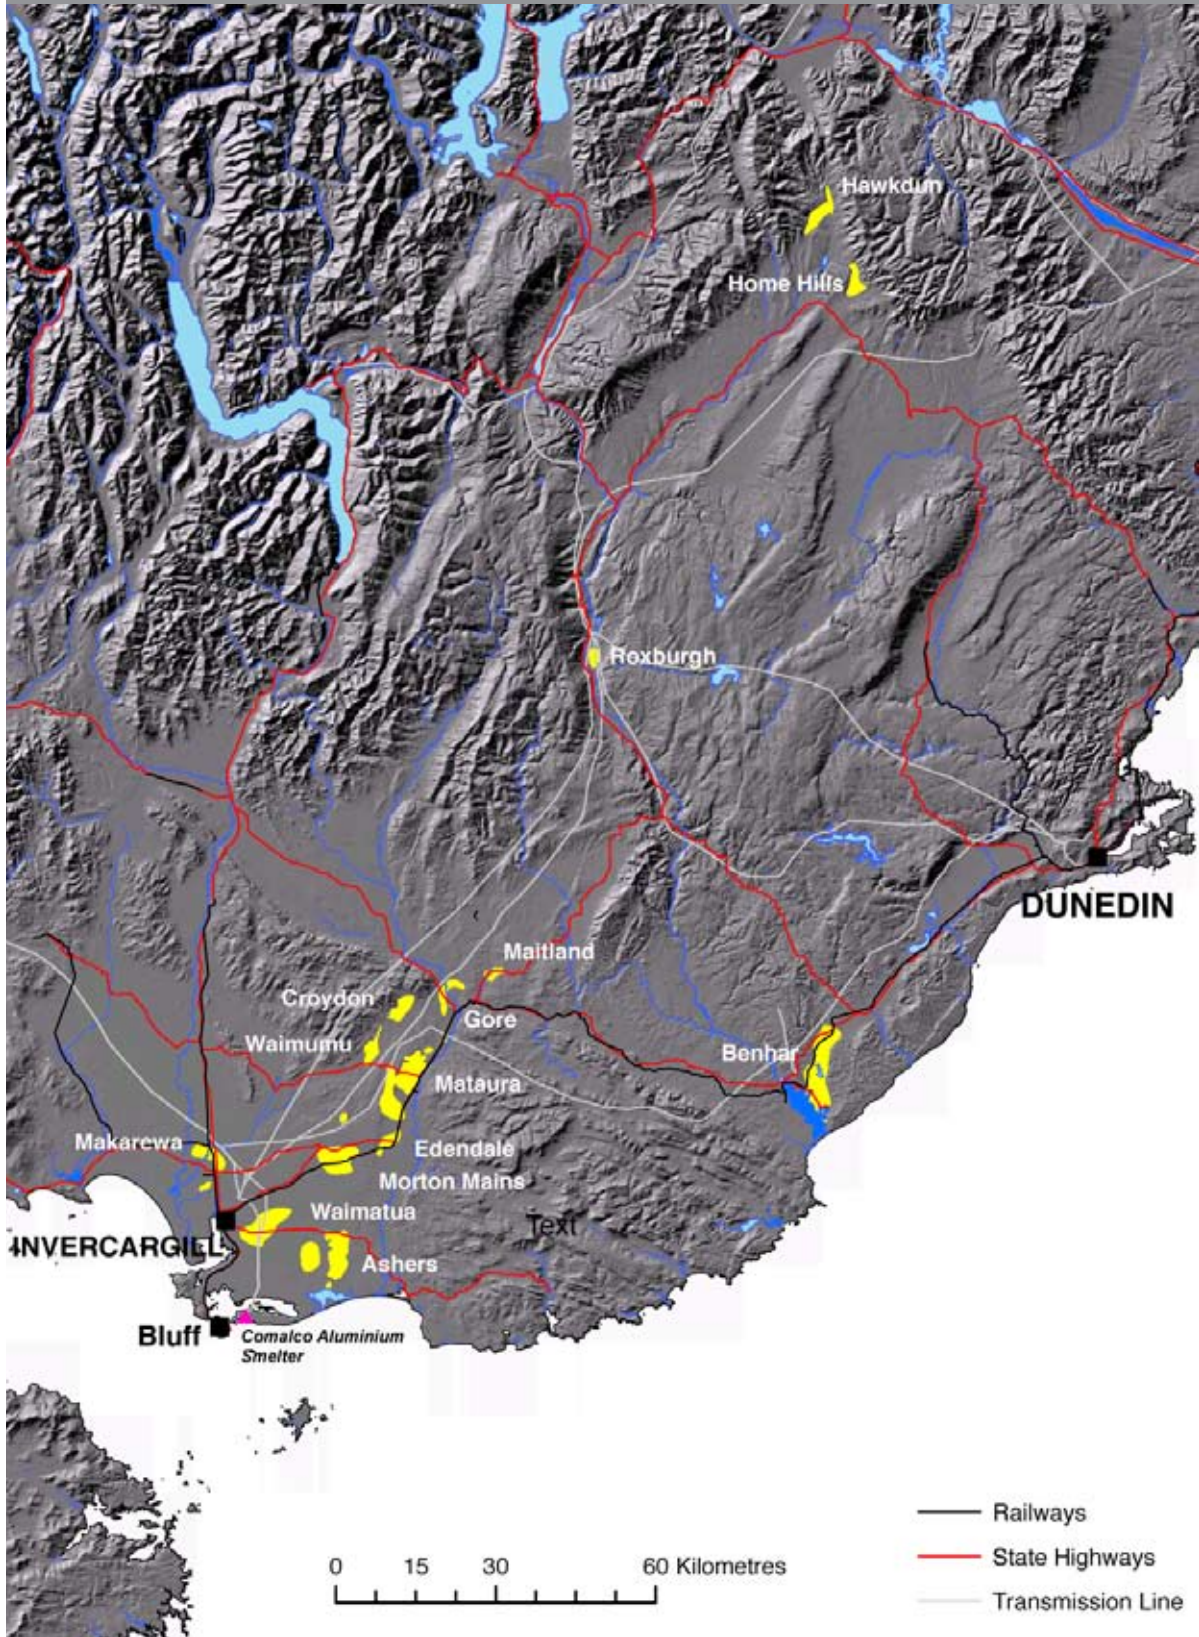 Hawkdun
Home Hills
Roxburgh
DUNEDIN
Maitland
Croydon
Gore
Waimumu
Benhar
Mataura
Makarewa
Edendale
Morton Mains
Waimatua
Text
INVERCARGILL
Ashers
Bluff
Comalco Aluminium
Smelter
Railways
0 15 30 60 Kilometres
State Highways
Transmission Line